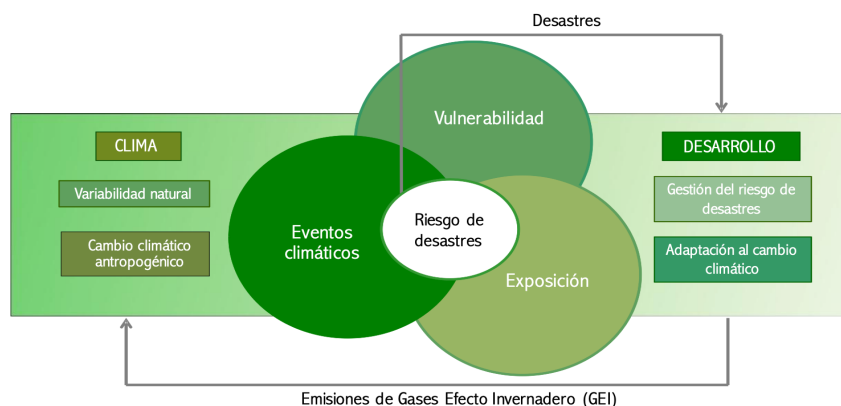 Desastres
Vulnerabilidad
CLIMA
DESARROLLO
Variabilidad natural
Gestión del riesgo de
desastres
Eventos
climáticos
Riesgo de
desastres
Cambio climático
antropogénico
Adaptación al cambio
climático
Exposición
Emisiones de Gases Efecto Invernadero (GEI)